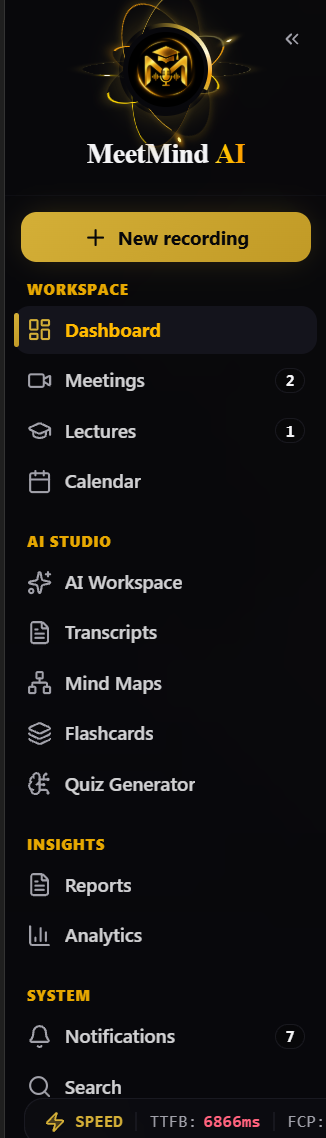 MeetMind AI
New recording
WORKSPACE
Dashboard
Meetings 2
Lectures 1
Calendar
AI STUDIO
AI Workspace
Transcripts
Mind Maps
Flashcards
Quiz Generator
INSIGHTS
Reports
Analytics
SYSTEM
Notifications 7
Search
SPEED TTFB: 6866ms FCP: